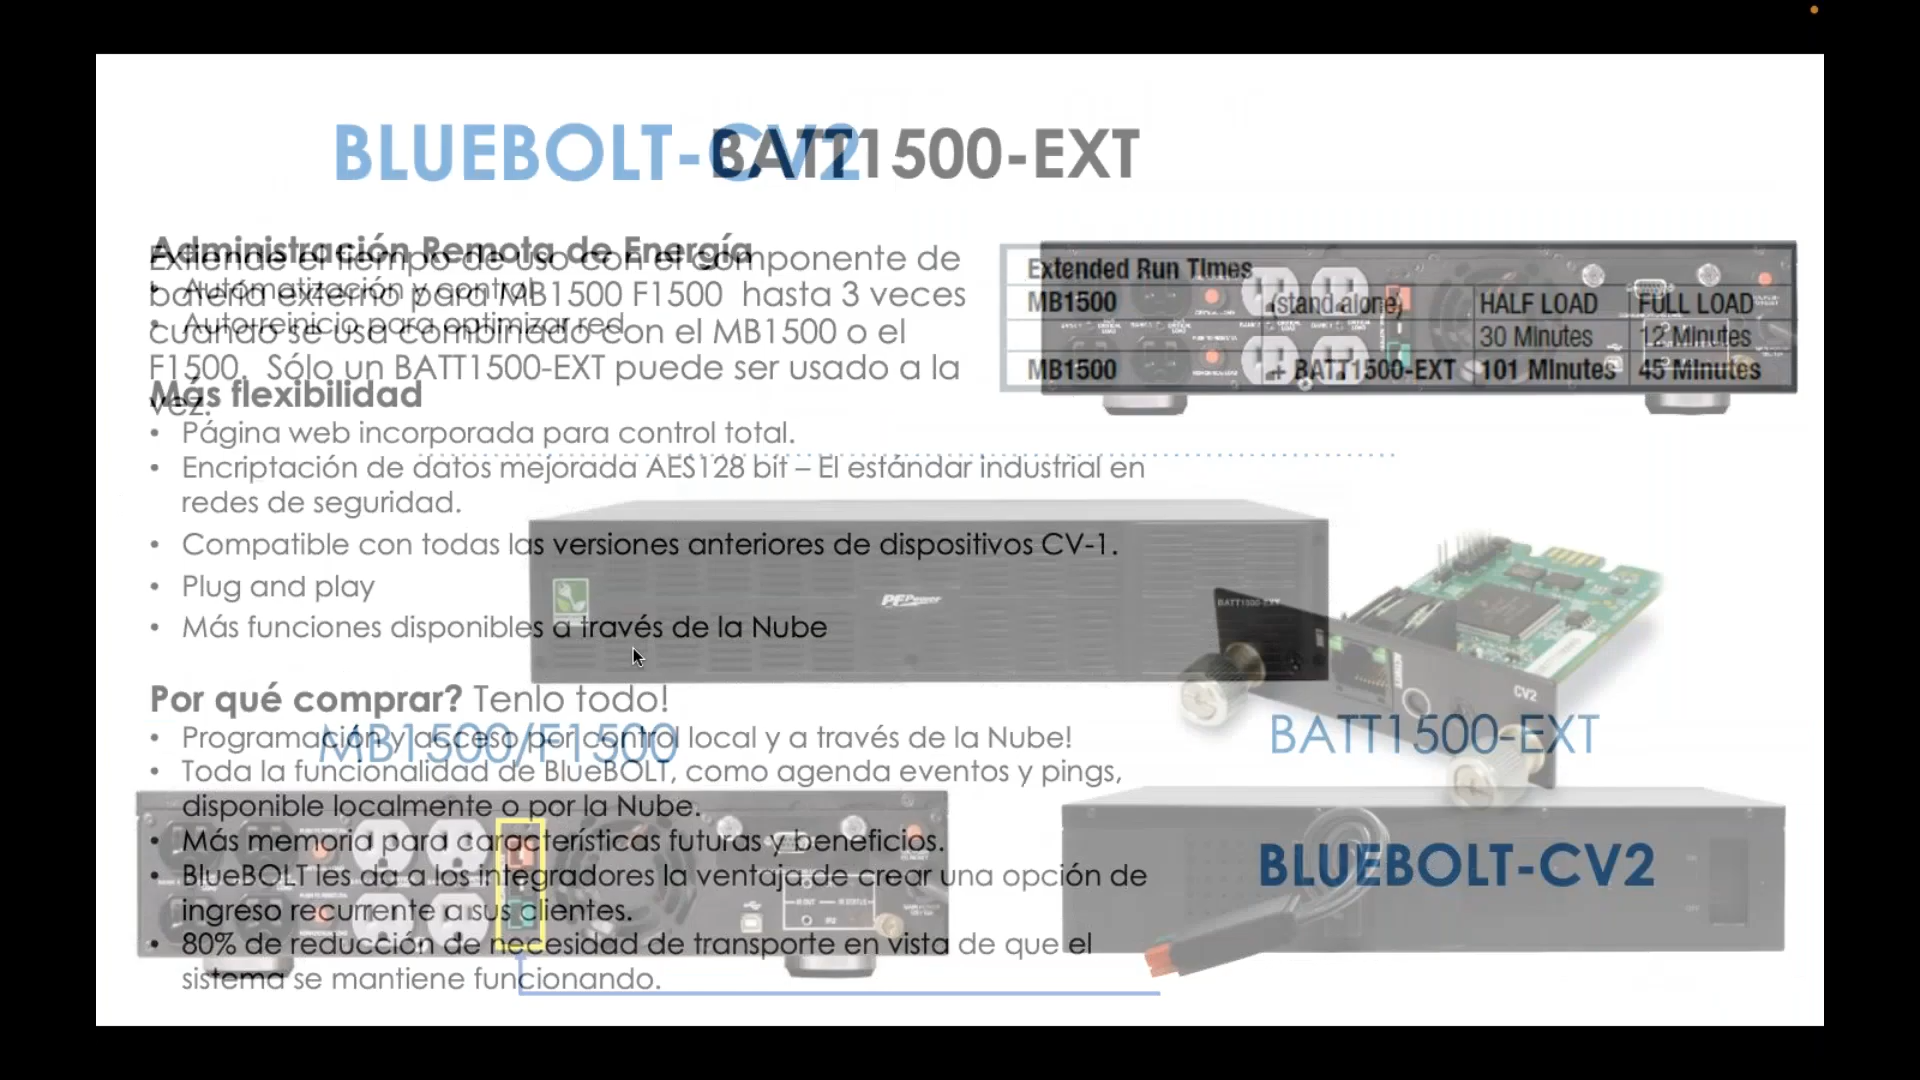 BLUEBOLT-CV2
BATT1500-EXT
Administración Remota de Energía
• Automatización y control
• Auto-reinicio para optimizar red
Extiende el tiempo de uso con el componente de
batería externo para MB1500 F1500 hasta 3 veces
cuando se usa combinado con el MB1500 o el
F1500. Sólo un BATT1500-EXT puede ser usado a la
vez.
Extended Run Times
MB1500 (stand alone) HALF LOAD FULL LOAD
30 Minutes 12 Minutes
MB1500 + BATT1500-EXT 101 Minutes 45 Minutes
Más flexibilidad
• Página web incorporada para control total.
• Encriptación de datos mejorada AES128 bit – El estándar industrial en
redes de seguridad.
• Compatible con todas las versiones anteriores de dispositivos CV-1.
• Plug and play
• Más funciones disponibles a través de la Nube
BATT1500-EXT
CV2
Por qué comprar? Tenlo todo!
• Programación y acceso por control local y a través de la Nube!
MB1500/F1500
BATT1500-EXT
• Toda la funcionalidad de BlueBOLT, como agenda eventos y pings,
disponible localmente o por la Nube.
• Más memoria para características futuras y beneficios.
• BlueBOLT les da a los integradores la ventaja de crear una opción de
ingreso recurrente a sus clientes.
• 80% de reducción de necesidad de transporte en vista de que el
sistema se mantiene funcionando.
BLUEBOLT-CV2